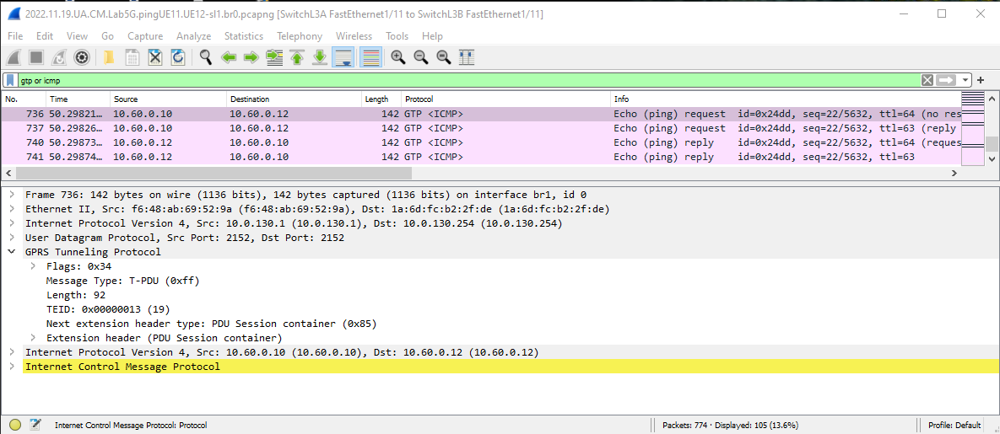 2022.11.19.UA.CM.Lab5G.pingUE11.UE12-sl1.br0.pcapng [SwitchL3A FastEthernet1/11 to SwitchL3B FastEthernet1/11]
File Edit View Go Capture Analyze Statistics Telephony Wireless Tools Help
gtp or icmp
No. Time Source Destination Length Protocol Info
736 50.29821… 10.60.0.10 10.60.0.12 142 GTP <ICMP> Echo (ping) request id=0x24dd, seq=22/5632, ttl=64 (no res
737 50.29826… 10.60.0.10 10.60.0.12 142 GTP <ICMP> Echo (ping) request id=0x24dd, seq=22/5632, ttl=63 (reply
740 50.29873… 10.60.0.12 10.60.0.10 142 GTP <ICMP> Echo (ping) reply id=0x24dd, seq=22/5632, ttl=64 (reques
741 50.29874… 10.60.0.12 10.60.0.10 142 GTP <ICMP> Echo (ping) reply id=0x24dd, seq=22/5632, ttl=63
Frame 736: 142 bytes on wire (1136 bits), 142 bytes captured (1136 bits) on interface br1, id 0
Ethernet II, Src: f6:48:ab:69:52:9a (f6:48:ab:69:52:9a), Dst: 1a:6d:fc:b2:2f:de (1a:6d:fc:b2:2f:de)
Internet Protocol Version 4, Src: 10.0.130.1 (10.0.130.1), Dst: 10.0.130.254 (10.0.130.254)
User Datagram Protocol, Src Port: 2152, Dst Port: 2152
GPRS Tunneling Protocol
Flags: 0x34
Message Type: T-PDU (0xff)
Length: 92
TEID: 0x00000013 (19)
Next extension header type: PDU Session container (0x85)
Extension header (PDU Session container)
Internet Protocol Version 4, Src: 10.60.0.10 (10.60.0.10), Dst: 10.60.0.12 (10.60.0.12)
Internet Control Message Protocol
Internet Control Message Protocol: Protocol Packets: 774 · Displayed: 105 (13.6%) Profile: Default